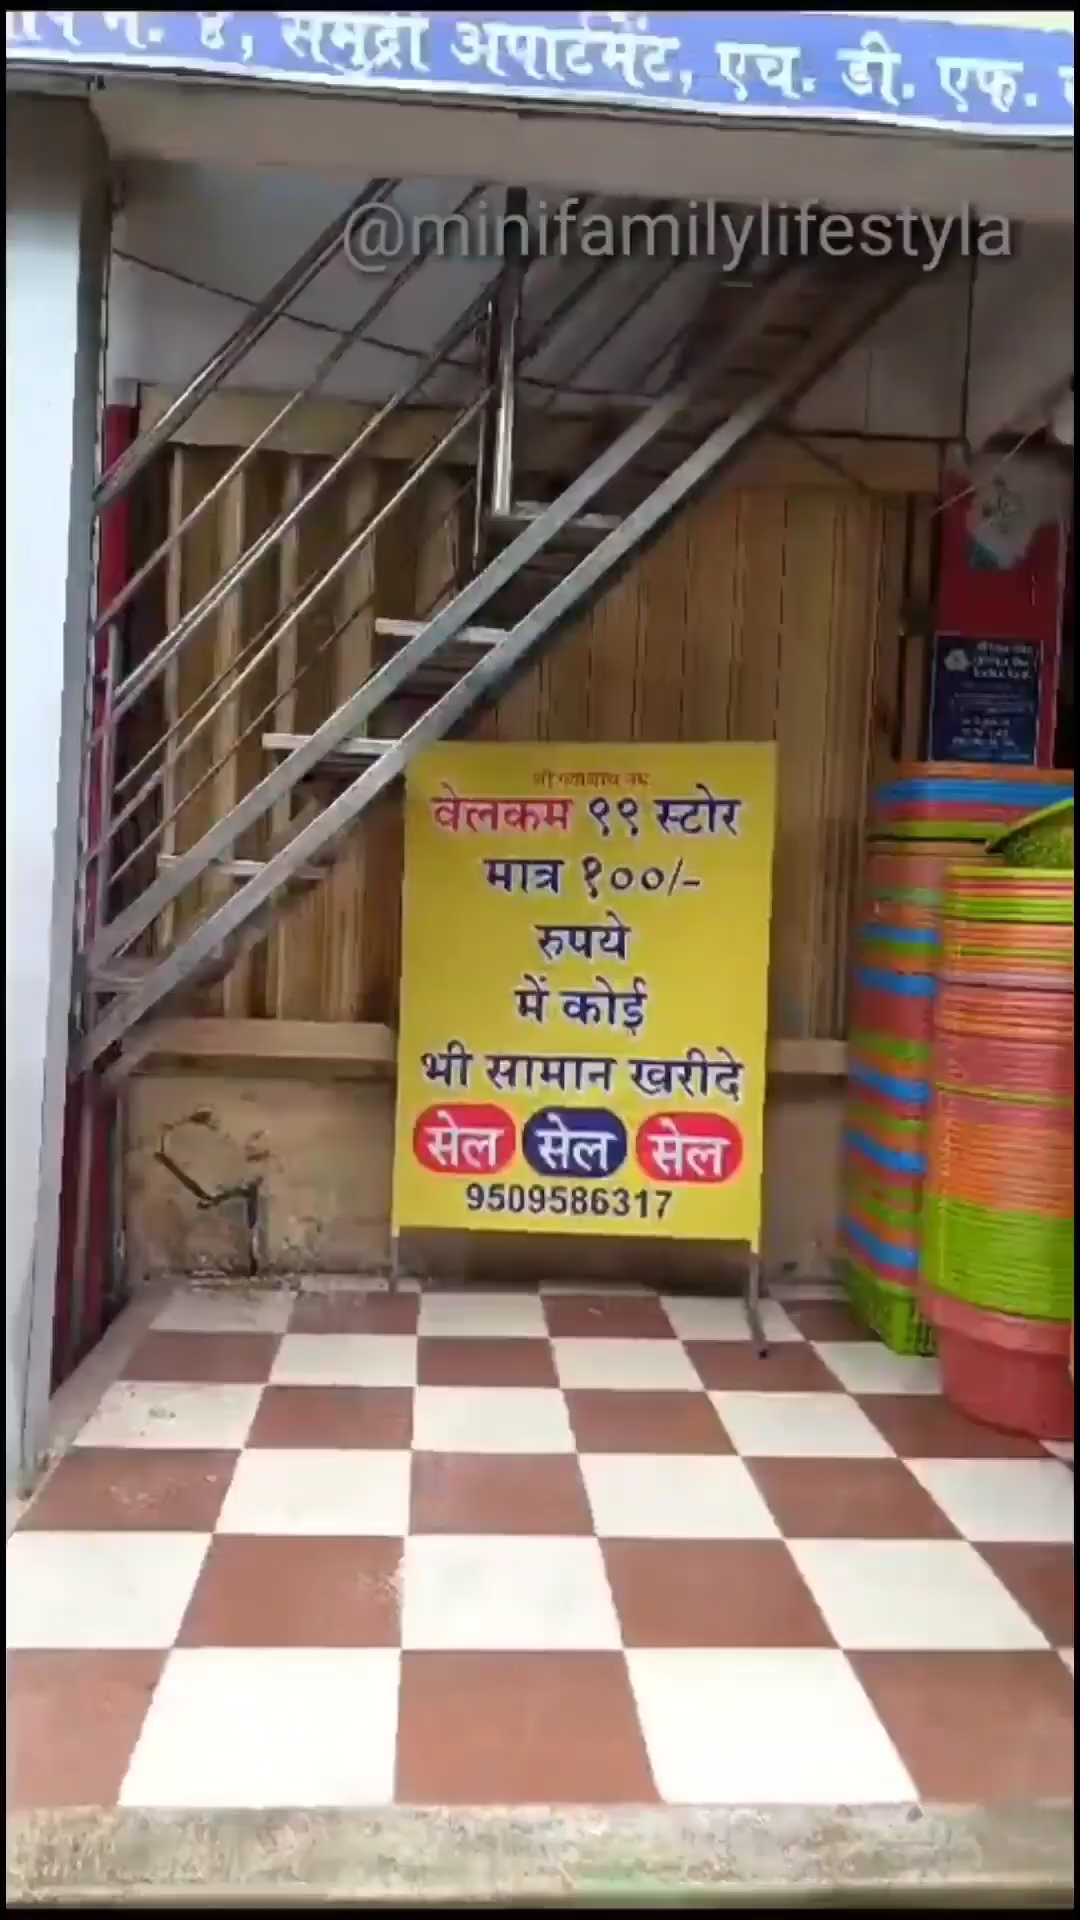 नं. ४, समुद्रा अपार्टमेंट, एच. डी. एफ.
@minifamilylifestyla
वेलकम ९९ स्टोर
मात्र १००/-
रुपये
में कोई
भी सामान खरीदे
सेल सेल सेल
9509586317